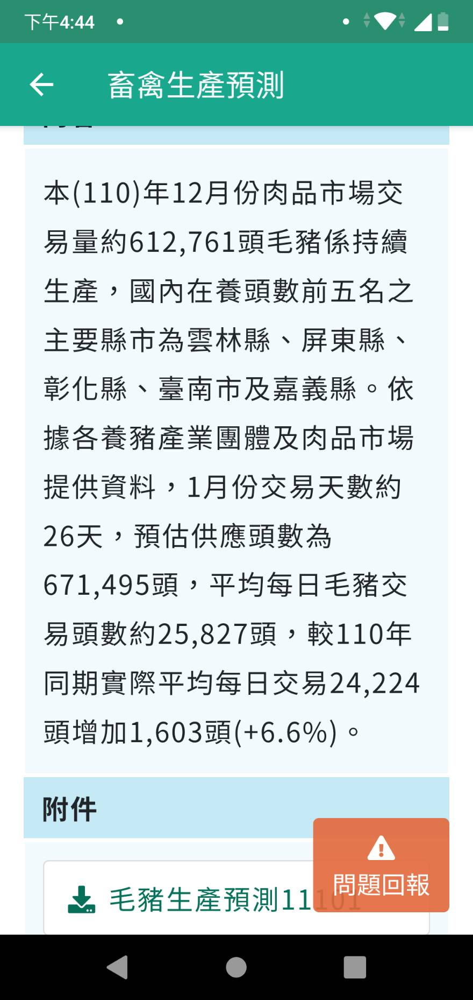 下午4:44
畜禽生產預測
本(110)年12月份肉品市場交
易量約612,761頭毛豬係持續
生產，國內在養頭數前五名之
主要縣市為雲林縣、屏東縣、
彰化縣、臺南市及嘉義縣。依
據各養豬產業團體及肉品市場
提供資料，1月份交易天數約
26天，預估供應頭數為
671,495頭，平均每日毛豬交
易頭數約25,827頭，較110年
同期實際平均每日交易24,224
頭增加1,603頭(+6.6%)。
附件
毛豬生產預測11101
問題回報